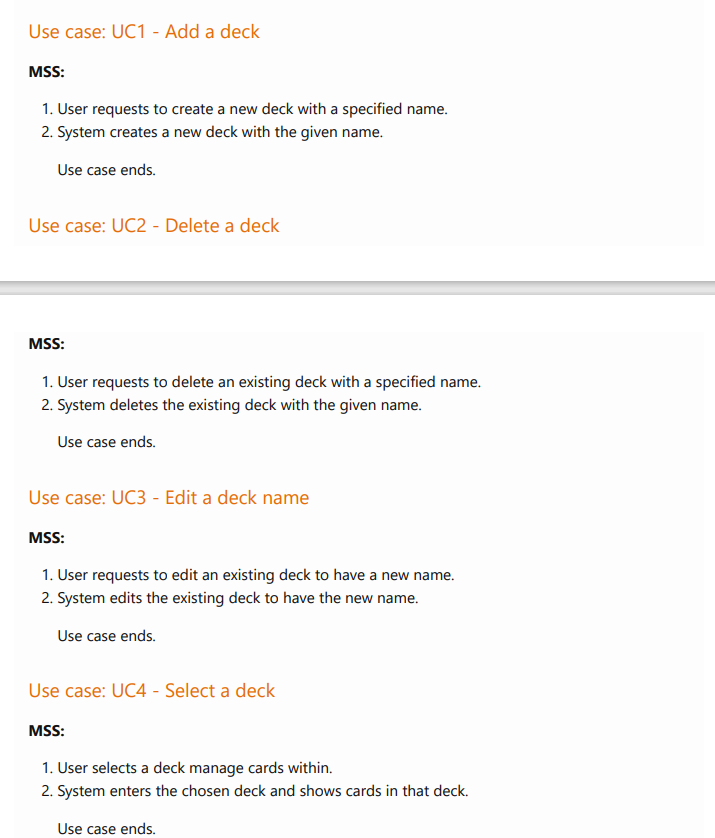 Use case: UC1 - Add a deck
MSS:
1. User requests to create a new deck with a specified name.
2. System creates a new deck with the given name.
Use case ends.
Use case: UC2 - Delete a deck
MSS:
1. User requests to delete an existing deck with a specified name.
2. System deletes the existing deck with the given name.
Use case ends.
Use case: UC3 - Edit a deck name
MSS:
1. User requests to edit an existing deck to have a new name.
2. System edits the existing deck to have the new name.
Use case ends.
Use case: UC4 - Select a deck
MSS:
1. User selects a deck manage cards within.
2. System enters the chosen deck and shows cards in that deck.
Use case ends.